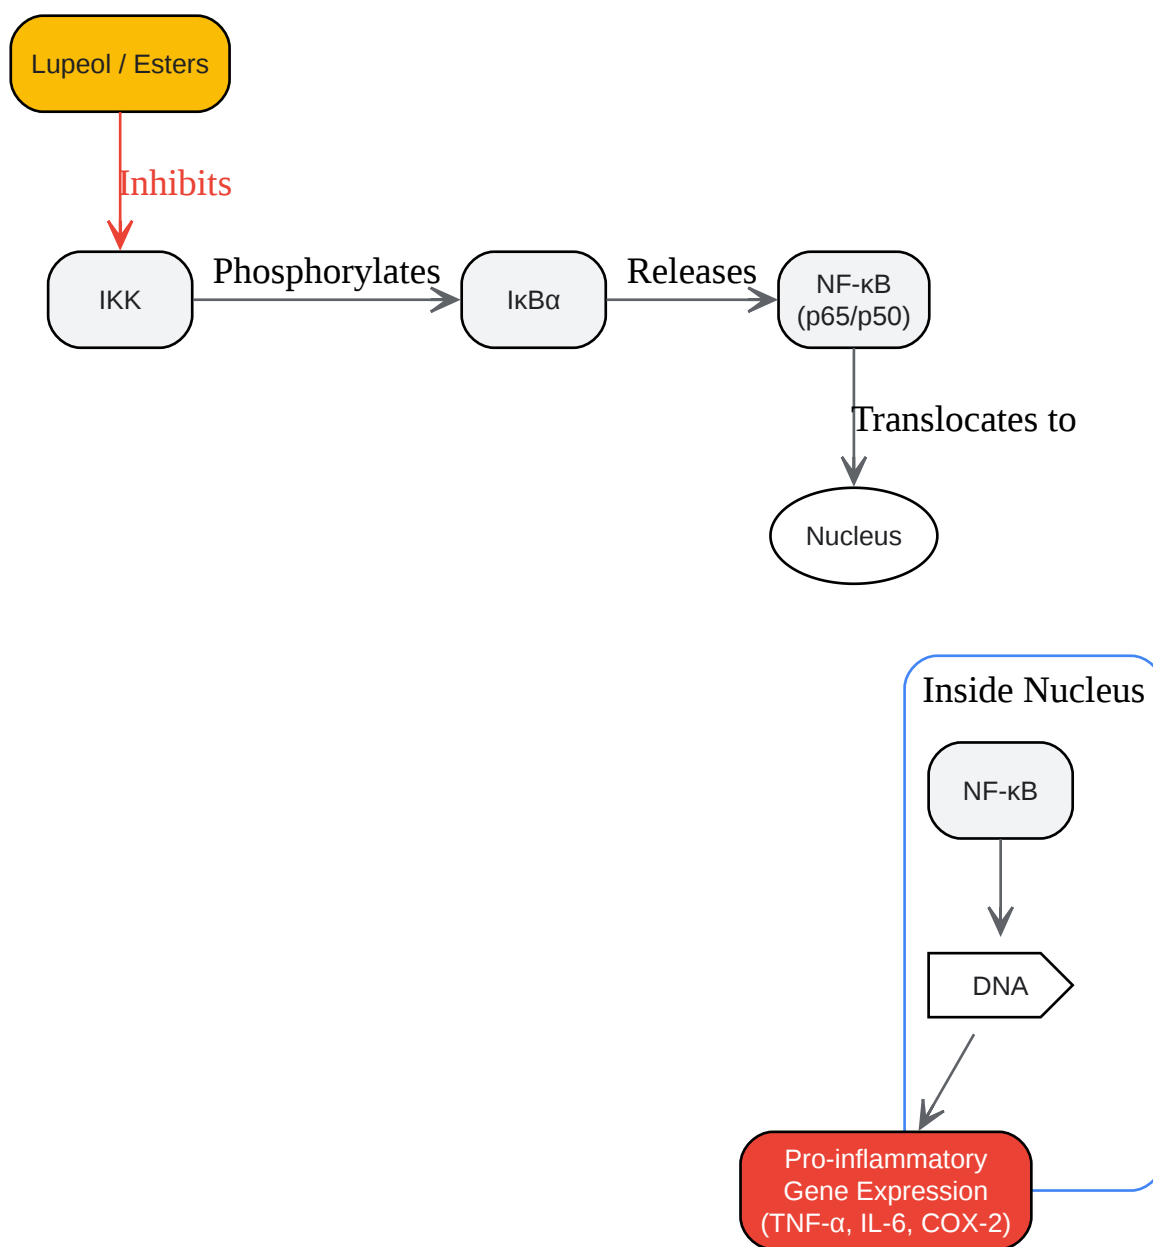 Lupeol / Esters
Inhibits
IKK
Phosphorylates
IκBα
Releases
NF-κB
(p65/p50)
Translocates to
Nucleus
Inside Nucleus
NF-κB
DNA
Pro-inflammatory
Gene Expression
(TNF-α, IL-6, COX-2)